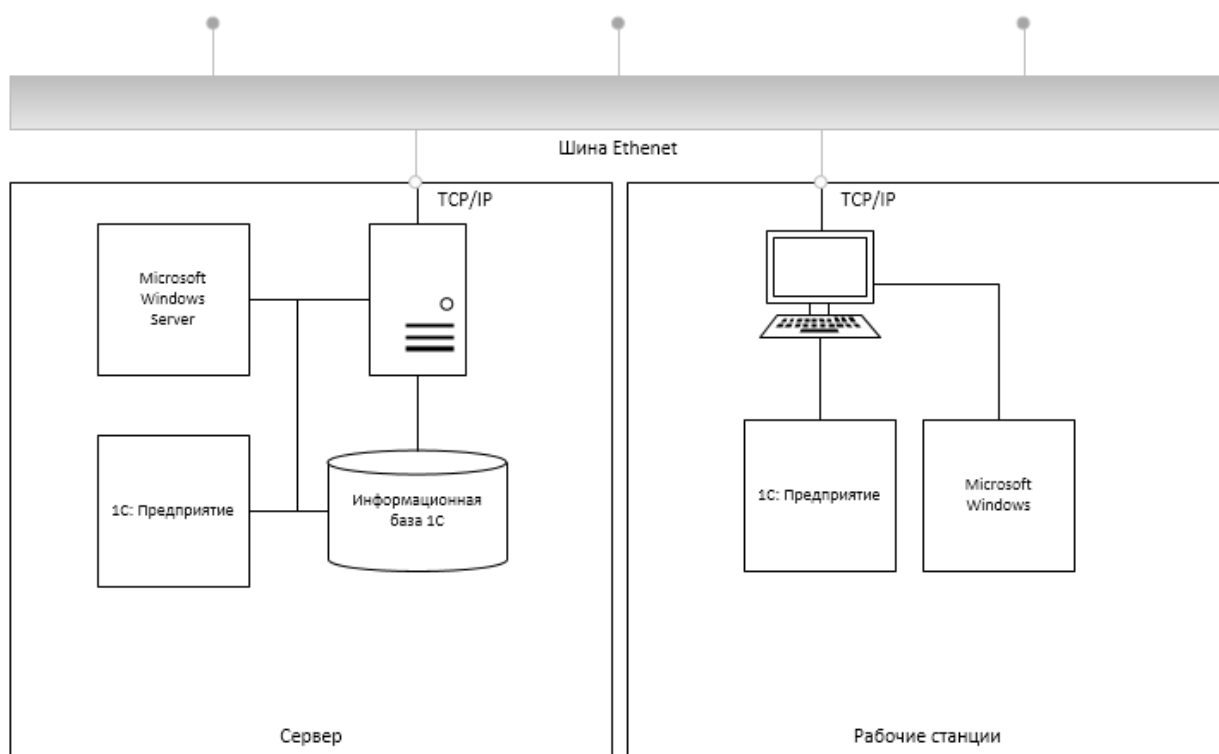 Шина Ethenet
TCP/IP
TCP/IP
Microsoft
Windows
Server
1С: Предприятие
Информационная
база 1С
1С: Предприятие
Microsoft
Windows
Сервер
Рабочие станции